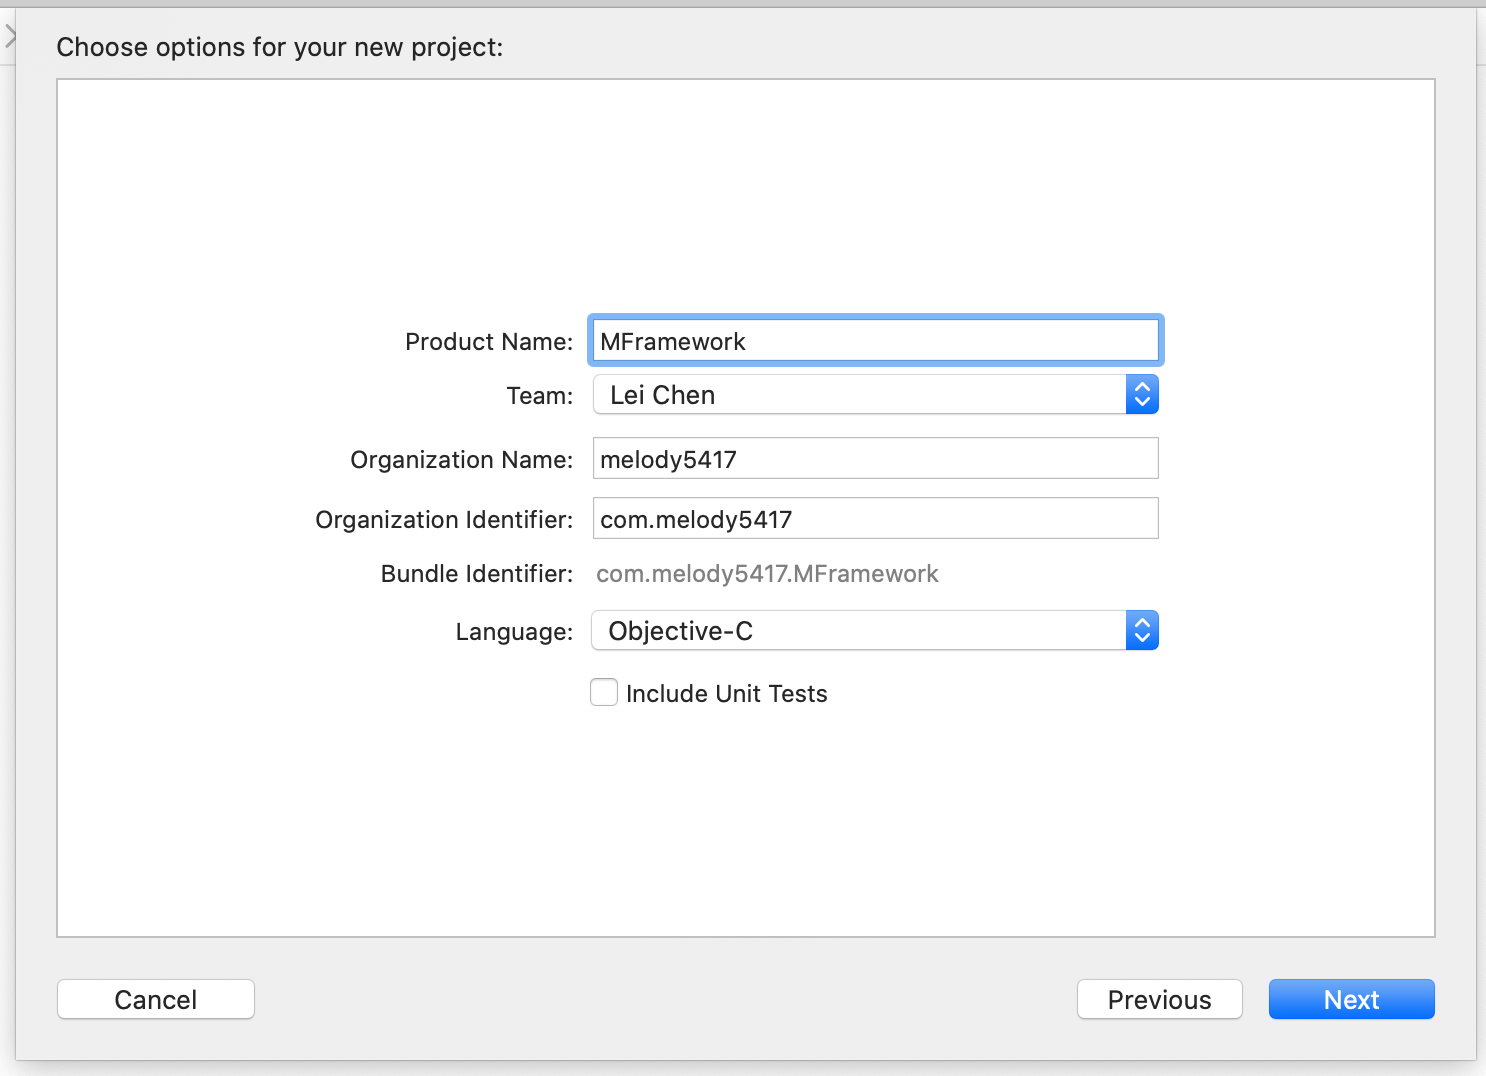 Choose options for your new project:
Product Name: MFramework
Team: Lei Chen
Organization Name: melody5417
Organization Identifier: com.melody5417
Bundle Identifier: com.melody5417.MFramework
Language: Objective-C
Include Unit Tests
Cancel Previous Next